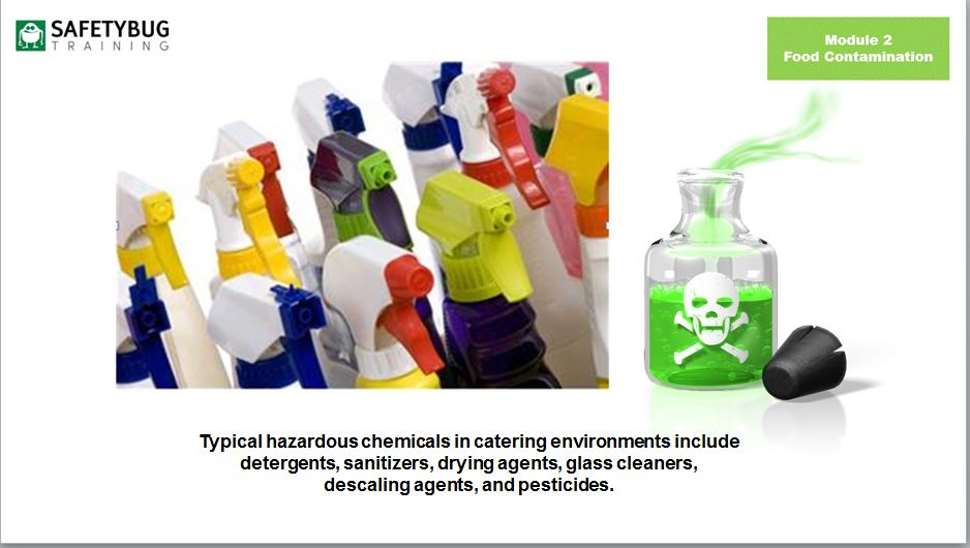 SAFETYBUG
TRAINING
Module 2
Food Contamination
Typical hazardous chemicals in catering environments include
detergents, sanitizers, drying agents, glass cleaners,
descaling agents, and pesticides.